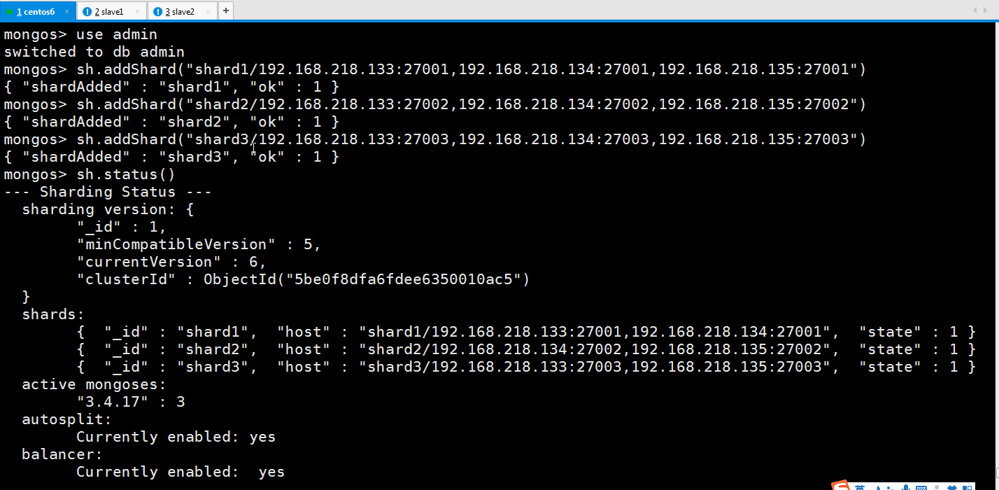 1 centos6 × 2 slave1 × 3 slave2 × +
mongos> use admin
switched to db admin
mongos> sh.addShard("shard1/192.168.218.133:27001,192.168.218.134:27001,192.168.218.135:27001")
{ "shardAdded" : "shard1", "ok" : 1 }
mongos> sh.addShard("shard2/192.168.218.133:27002,192.168.218.134:27002,192.168.218.135:27002")
{ "shardAdded" : "shard2", "ok" : 1 }
mongos> sh.addShard("shard3/192.168.218.133:27003,192.168.218.134:27003,192.168.218.135:27003")
{ "shardAdded" : "shard3", "ok" : 1 }
mongos> sh.status()
--- Sharding Status ---
  sharding version: {
        "_id" : 1,
        "minCompatibleVersion" : 5,
        "currentVersion" : 6,
        "clusterId" : ObjectId("5be0f8dfa6fdee6350010ac5")
  }
  shards:
        {  "_id" : "shard1",  "host" : "shard1/192.168.218.133:27001,192.168.218.134:27001",  "state" : 1 }
        {  "_id" : "shard2",  "host" : "shard2/192.168.218.134:27002,192.168.218.135:27002",  "state" : 1 }
        {  "_id" : "shard3",  "host" : "shard3/192.168.218.133:27003,192.168.218.135:27003",  "state" : 1 }
  active mongoses:
        "3.4.17" : 3
  autosplit:
        Currently enabled: yes
  balancer:
        Currently enabled:  yes